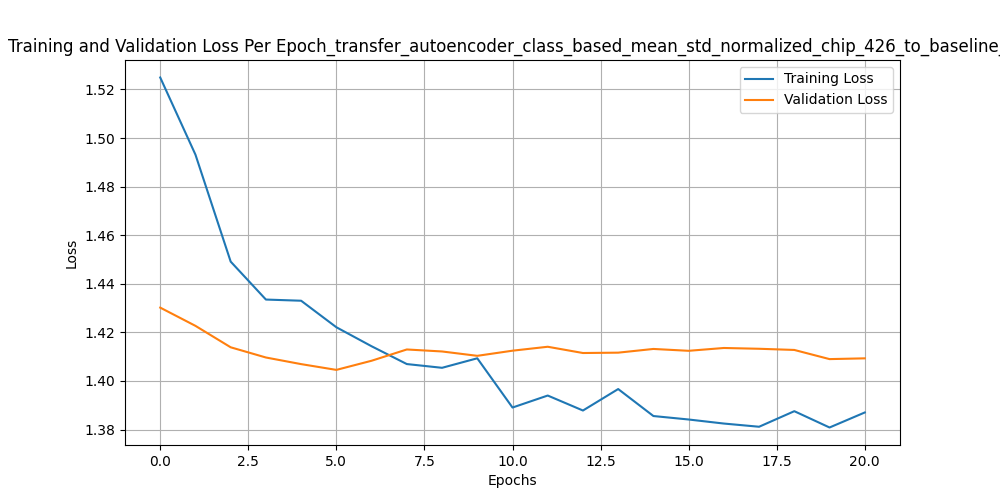 Training and Validation Loss Per Epoch_transfer_autoencoder_class_based_mean_std_normalized_chip_426_to_baseline_
Training Loss
Validation Loss
1.52
1.50
1.48
1.46
1.44
1.42
1.40
1.38
Loss
0.0 2.5 5.0 7.5 10.0 12.5 15.0 17.5 20.0
Epochs